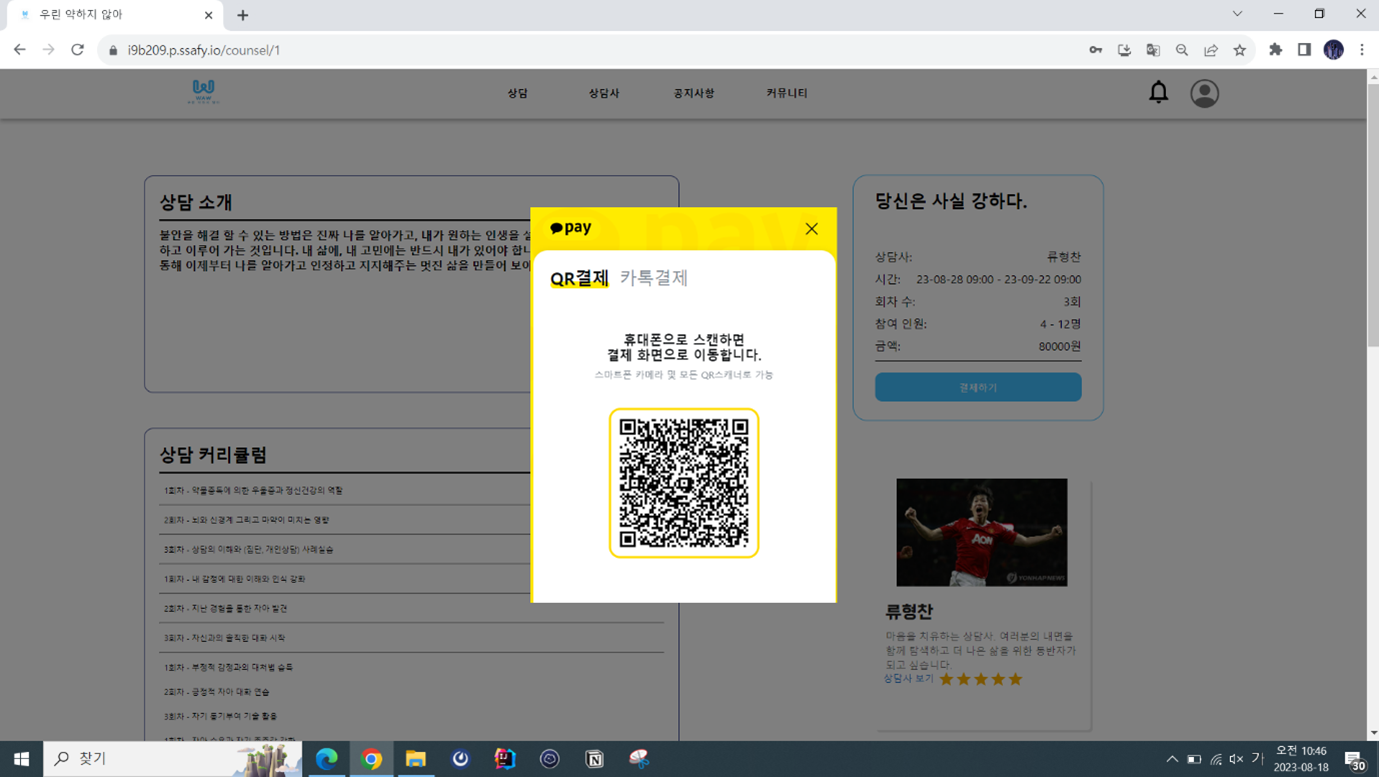 우린 약하지 않아
i9b209.p.ssafy.io/counsel/1
상담
상담사
공지사항
커뮤니티
상담 소개
불안을 해결 할 수 있는 방법은 진짜 나를 알아가고, 내가 원하는 인생을
하고 이루어 가는 것입니다. 내 삶에, 내 고민에는 반드시 내가 있어야
통해 이제부터 나를 알아가고 인정하고 지지해주는 멋진 삶을 만들어
상담 커리큘럼
1회차 - 약물중독에 의한 우울증과 정신건강의 역할
2회차 - 뇌와 신경계 그리고 마약이 미치는 영향
3회차 - 상담의 이해와 (집단, 개인상담) 사례실습
1회차 - 내 감정에 대한 이해와 인식 강화
2회차 - 지난 경험을 통한 자아 발견
3회차 - 자신과의 솔직한 대화 시작
1회차 - 부정적 감정과의 대처법 습득
2회차 - 긍정적 자아 대화 연습
3회차 - 자기 동기부여 기술 활동
pay
pay
QR결제
카톡결제
휴대폰으로 스캔하면
결제 화면으로 이동합니다.
스마트폰 카메라 및 모든 QR스캐너로 가능
당신은 사실 강하다.
상담사: 류형찬
시간: 23-08-28 09:00 - 23-09-22 09:00
회차 수: 3회
참여 인원: 4 - 12명
금액: 80000원
결제하기
AON
YONHAPNEWS
류형찬
마음을 치유하는 상담사, 여러분의 내면을
함께 탐색하고 더 나은 삶을 위한 동반자가
되고 싶습니다.
상담사 보기
찾기
가
오전 10:46
2023-08-18
30